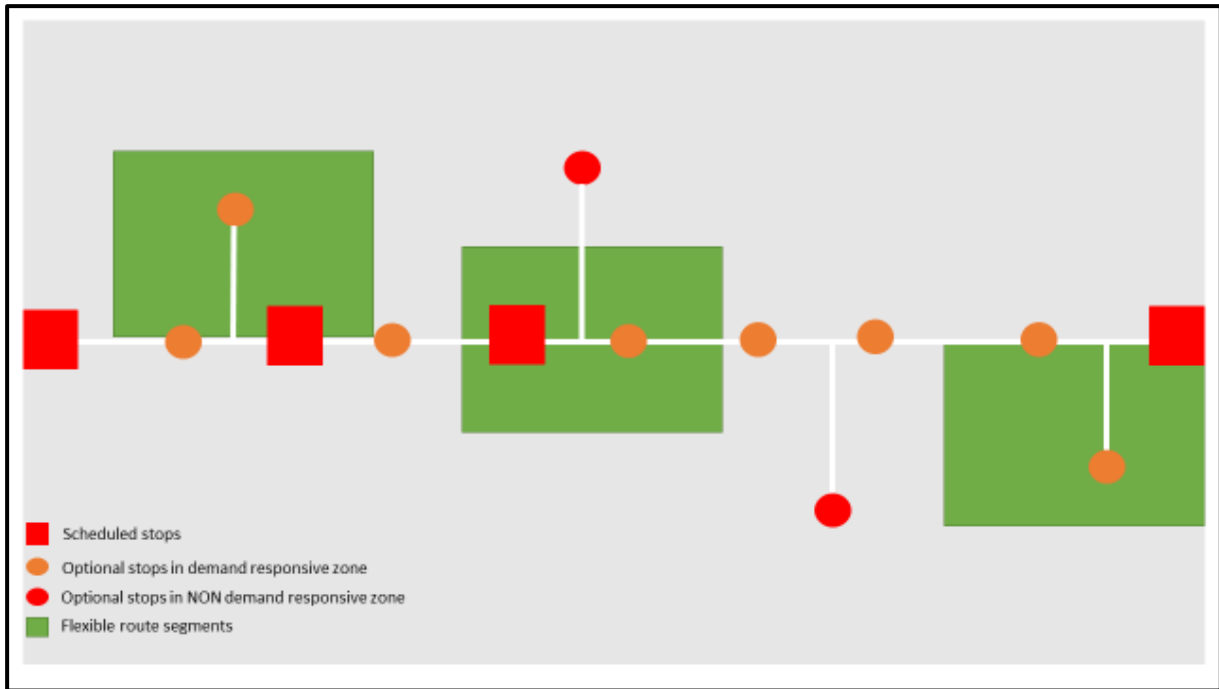 Scheduled stops
Optional stops in demand responsive zone
Optional stops in NON demand responsive zone
Flexible route segments